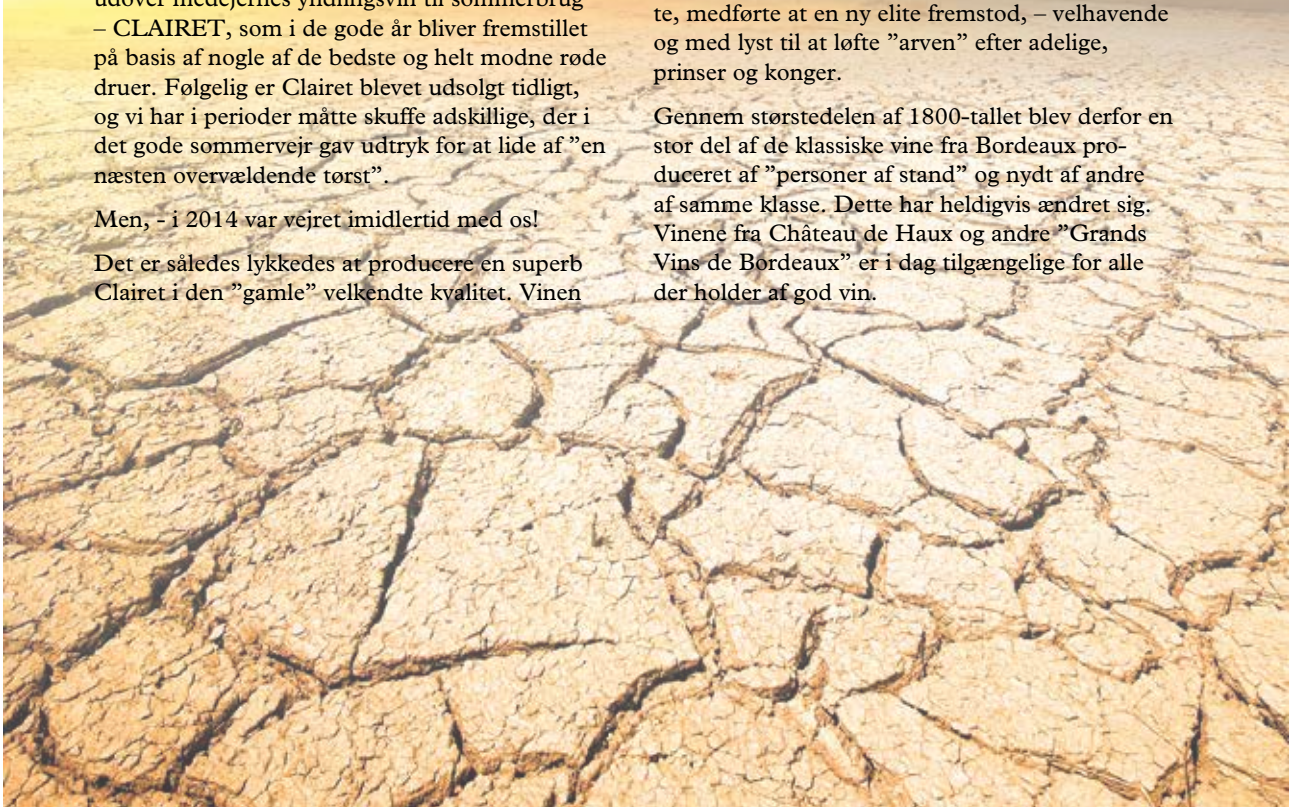 udover medejernes yndlingsvin til sommerbrug
– CLAIRET, som i de gode år bliver fremstillet
på basis af nogle af de bedste og helt modne røde
druer. Følgelig er Clairet blevet udsolgt tidligt,
og vi har i perioder måtte skuffe adskillige, der i
det gode sommervejr gav udtryk for at lide af ”en
næsten overvældende tørst”.
Men, - i 2014 var vejret imidlertid med os!
Det er således lykkedes at producere en superb
Clairet i den ”gamle” velkendte kvalitet. Vinen
te, medførte at en ny elite fremstod, – velhavende
og med lyst til at løfte ”arven” efter adelige,
prinser og konger.
Gennem størstedelen af 1800-tallet blev derfor en
stor del af de klassiske vine fra Bordeaux pro-
duceret af ”personer af stand” og nydt af andre
af samme klasse. Dette har heldigvis ændret sig.
Vinene fra Château de Haux og andre ”Grands
Vins de Bordeaux” er i dag tilgængelige for alle
der holder af god vin.